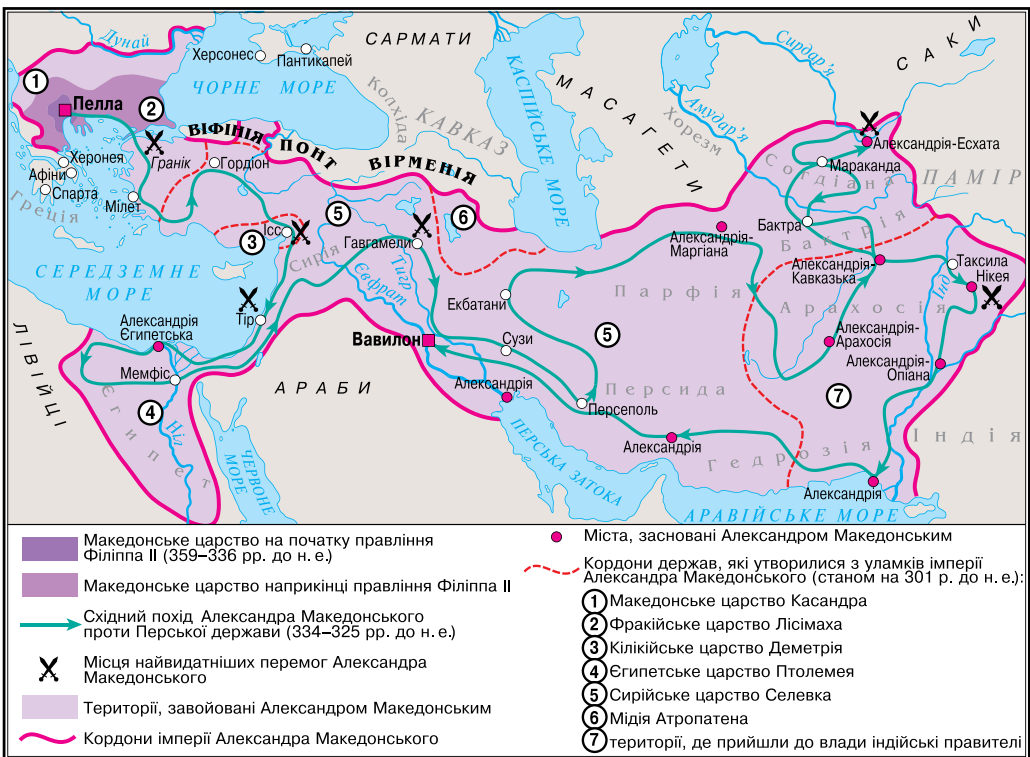 Дунай
Херсонес
Пантикапей
САРМАТИ
САКИ
Сирдар'я
1
2
Пелла
ЧОРНЕ МОРЕ
Колхіда
КАВКАЗ
КАСПІЙСЬКЕ МОРЕ
МАСАГЕТИ
Амудар'я
Хорезм
Александрія-Есхата
Мараканда
Согдіана
ПАМІР
Гранік
ВІФІНІЯ
ПОНТ
ВІРМЕНІЯ
Гордіон
Херонея
Афіни
Спарта
Греція
Мілет
3
Ісс
5
6
Гавгамели
Сирія
Тигр
Євфрат
Бактра
Бактрія
Александрія-
Маргіана
Александрія-
Кавказька
Таксила
Нікея
Інд
СЕРЕДЗЕМНЕ
МОРЕ
Тір
Екбатани
Парфія
Арахосія
Александрія
Єгипетська
Мемфіс
Вавилон
Сузи
5
Александрія-
Арахосія
Александрія-
Опіана
ЛІВІЙЦІ
АРАБИ
Александрія
Персида
Персеполь
7
4
Єгипет
Ніл
ЧЕРВОНЕ
МОРЕ
ПЕРСЬКА ЗАТОКА
Александрія
Гедрозія
Індія
Александрія
АРАВІЙСЬКЕ МОРЕ
Македонське царство на початку правління
Філіппа II (359–336 рр. до н. е.)
Македонське царство наприкінці правління Філіппа II
Східний похід Александра Македонського
проти Перської держави (334–325 рр. до н. е.)
Місця найвидатніших перемог Александра
Македонського
Території, завойовані Александром Македонським
Кордони імперії Александра Македонського
Міста, засновані Александром Македонським
Кордони держав, які утворилися з уламків імперії
Александра Македонського (станом на 301 р. до н. е.):
1 Македонське царство Касандра
2 Фракійське царство Лісімаха
3 Кілікійське царство Деметрія
4 Єгипетське царство Птолемея
5 Сирійське царство Селевка
6 Мідія Атропатена
7 території, де прийшли до влади індійські правителі